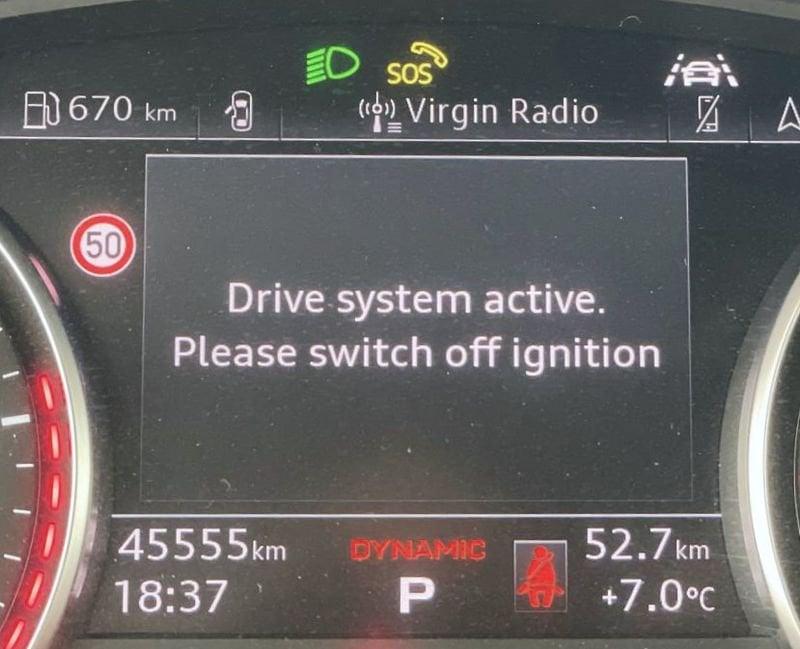 SOS
670 km
Virgin Radio
50
Drive system active.
Please switch off ignition
45555km
DYNAMIC
52.7km
18:37
P
+7.0°C